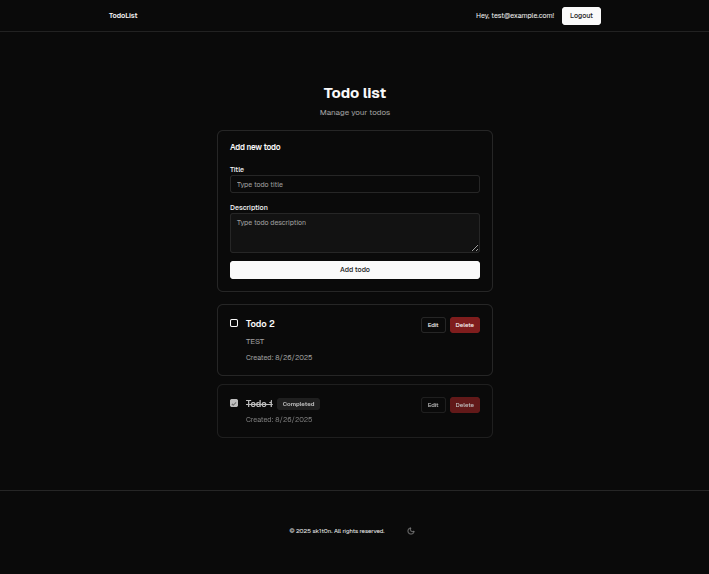 TodoList
Hey, test@example.com!
Logout
Todo list
Manage your todos
Add new todo
Title
Type todo title
Description
Type todo description
Add todo
Todo 2
Edit
Delete
TEST
Created: 8/26/2025
Todo 1
Completed
Edit
Delete
Created: 8/26/2025
© 2025 sk1t0n. All rights reserved.